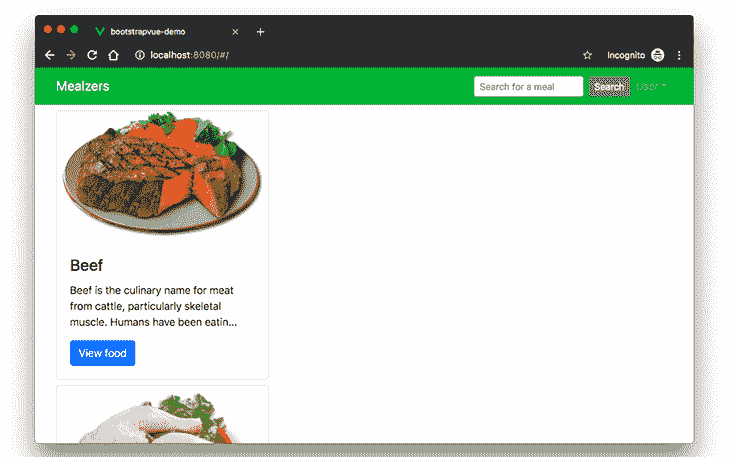 bootstrapvue-demo
localhost:8080/#/
Incognito
Mealzers
Search for a meal
Search
User
Beef
Beef is the culinary name for meat
from cattle, particularly skeletal
muscle. Humans have been eatin...
View food